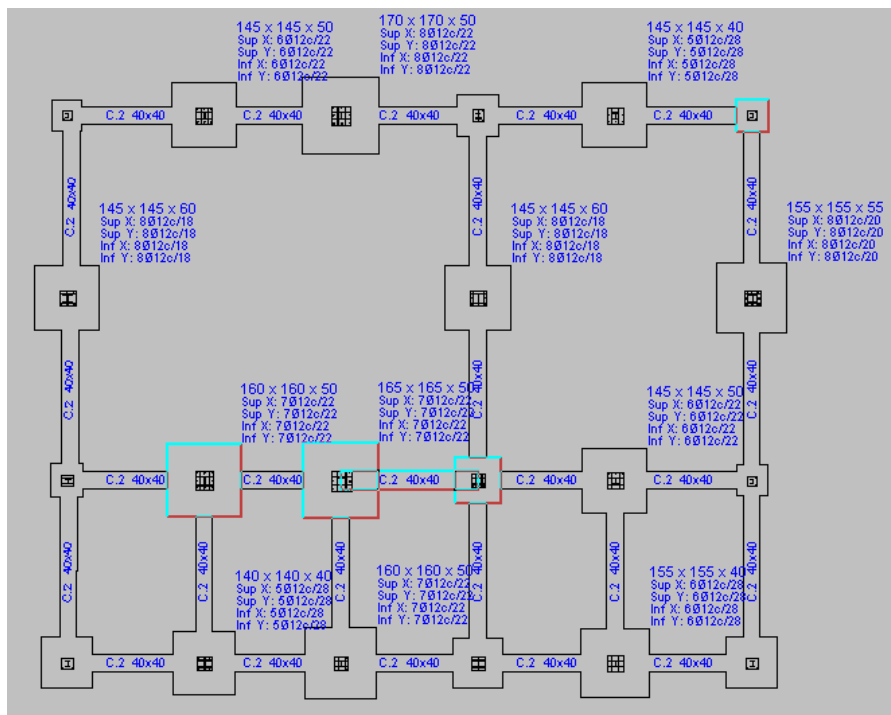 145 x 145 x 50
Sup X: 6Ø12c/22
Sup Y: 6Ø12c/22
Inf X: 6Ø12c/22
Inf Y: 6Ø12c/22
170 x 170 x 50
Sup X: 8Ø12c/22
Sup Y: 8Ø12c/22
Inf X: 8Ø12c/22
Inf Y: 8Ø12c/22
145 x 145 x 40
Sup X: 5Ø12c/28
Sup Y: 5Ø12c/28
Inf X: 5Ø12c/28
Inf Y: 5Ø12c/28
C.2 40x40
C.2 40x40
C.2 40x40
C.2 40x40
C.2 40x40
C.2 40x40
C.2 40x40
145 x 145 x 60
Sup X: 8Ø12c/18
Sup Y: 8Ø12c/18
Inf X: 8Ø12c/18
Inf Y: 8Ø12c/18
145 x 145 x 60
Sup X: 8Ø12c/18
Sup Y: 8Ø12c/18
Inf X: 8Ø12c/18
Inf Y: 8Ø12c/18
155 x 155 x 55
Sup X: 8Ø12c/20
Sup Y: 8Ø12c/20
Inf X: 8Ø12c/20
Inf Y: 8Ø12c/20
C.2 40x40
C.2 40x40
C.2 40x40
160 x 160 x 50
Sup X: 7Ø12c/22
Sup Y: 7Ø12c/22
Inf X: 7Ø12c/22
Inf Y: 7Ø12c/22
165 x 165 x 50
Sup X: 7Ø12c/22
Sup Y: 7Ø12c/22
Inf X: 7Ø12c/22
Inf Y: 7Ø12c/22
145 x 145 x 50
Sup X: 6Ø12c/22
Sup Y: 6Ø12c/22
Inf X: 6Ø12c/22
Inf Y: 6Ø12c/22
C.2 40x40
C.2 40x40
C.2 40x40
C.2 40x40
C.2 40x40
C.2 40x40
C.2 40x40
C.2 40x40
C.2 40x40
C.2 40x40
C.2 40x40
140 x 140 x 40
Sup X: 5Ø12c/28
Sup Y: 5Ø12c/28
Inf X: 5Ø12c/28
Inf Y: 5Ø12c/28
160 x 160 x 50
Sup X: 7Ø12c/22
Sup Y: 7Ø12c/22
Inf X: 7Ø12c/22
Inf Y: 7Ø12c/22
155 x 155 x 40
Sup X: 6Ø12c/28
Sup Y: 6Ø12c/28
Inf X: 6Ø12c/28
Inf Y: 6Ø12c/28
C.2 40x40
C.2 40x40
C.2 40x40
C.2 40x40
C.2 40x40